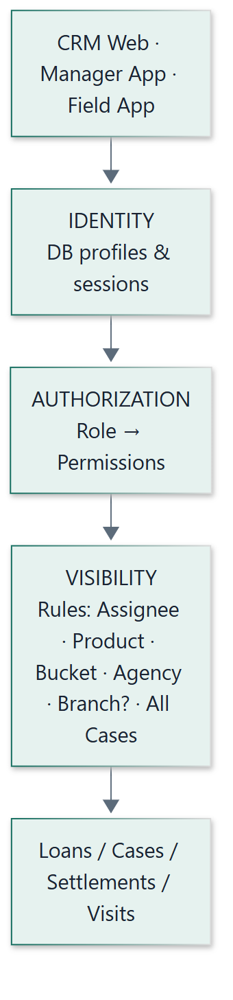 CRM Web ·
Manager App ·
Field App
IDENTITY
DB profiles &
sessions
AUTHORIZATION
Role →
Permissions
VISIBILITY
Rules: Assignee
· Product ·
Bucket · Agency
· Branch? · All
Cases
Loans / Cases /
Settlements /
Visits